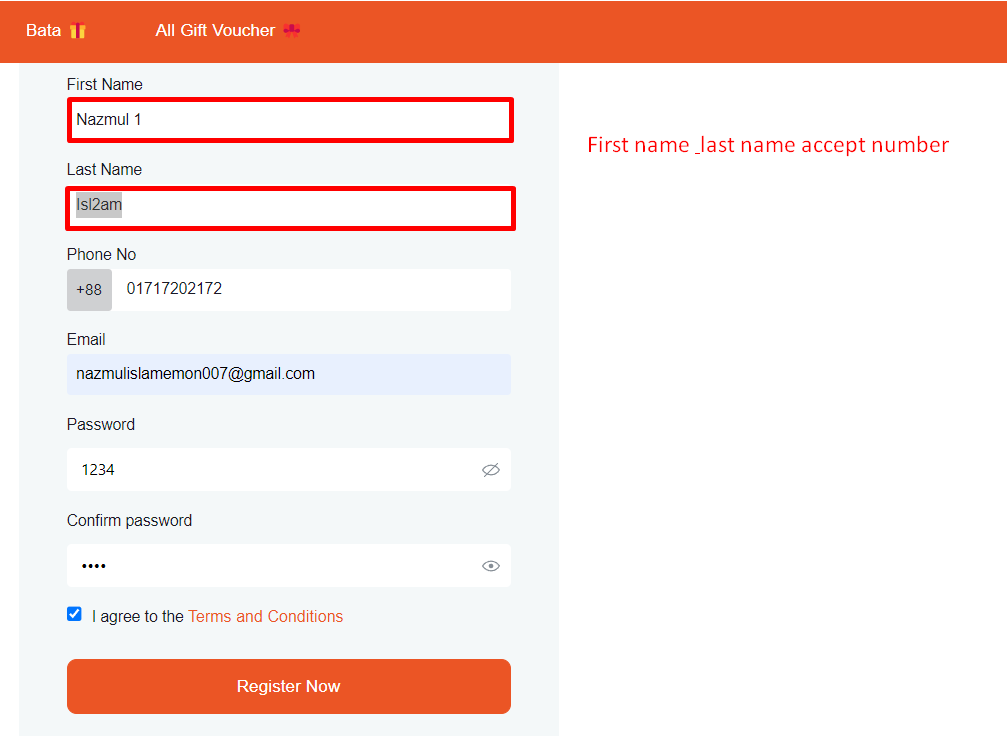 Bata All Gift Voucher
First Name
Nazmul 1
First name _last name accept number
Last Name
Isl2am
Phone No
+88 01717202172
Email
nazmulislamemon007@gmail.com
Password
1234
Confirm password
••••
I agree to the Terms and Conditions
Register Now